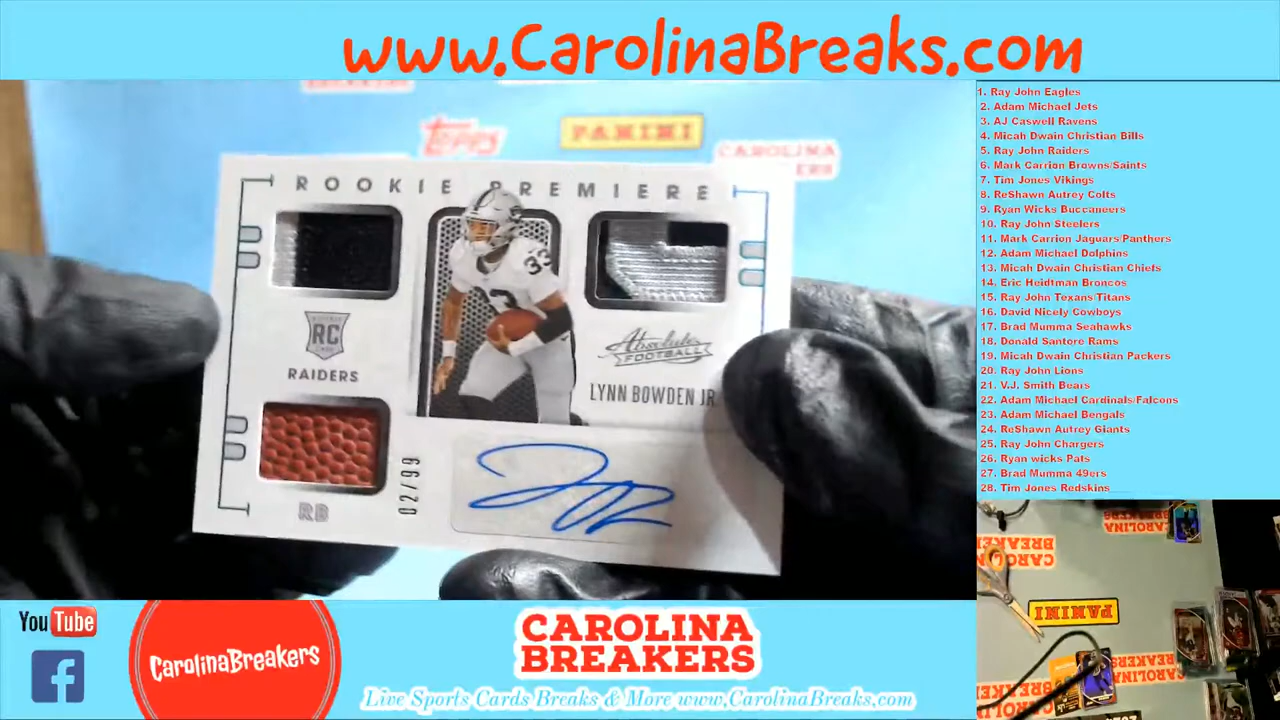 www.CarolinaBreaks.com
TOPPS
PANINI
CAROLINA
ROOKIE PREMIERE
RC
RAIDERS
33
Absolute
FOOTBALL
LYNN BOWDEN JR
02/99
RB
1. Ray John Eagles
2. Adam Michael Jets
3. AJ Caswell Ravens
4. Micah Dwain Christian Bills
5. Ray John Raiders
6. Mark Carrion Browns/Saints
7. Tim Jones Vikings
8. ReShawn Autrey Colts
9. Ryan Wicks Buccaneers
10. Ray John Steelers
11. Mark Carrion Jaguars/Panthers
12. Adam Michael Dolphins
13. Micah Dwain Christian Chiefs
14. Eric Heidtman Broncos
15. Ray John Texans/Titans
16. David Nicely Cowboys
17. Brad Mumma Seahawks
18. Donald Santore Rams
19. Micah Dwain Christian Packers
20. Ray John Lions
21. V.J. Smith Bears
22. Adam Michael Cardinals/Falcons
23. Adam Michael Bengals
24. ReShawn Autrey Giants
25. Ray John Chargers
26. Ryan wicks Pats
27. Brad Mumma 49ers
28. Tim Jones Redskins
PANINI
YouTube
CarolinaBreakers
CAROLINA
BREAKERS
Live Sports Cards Breaks & More www.CarolinaBreaks.com